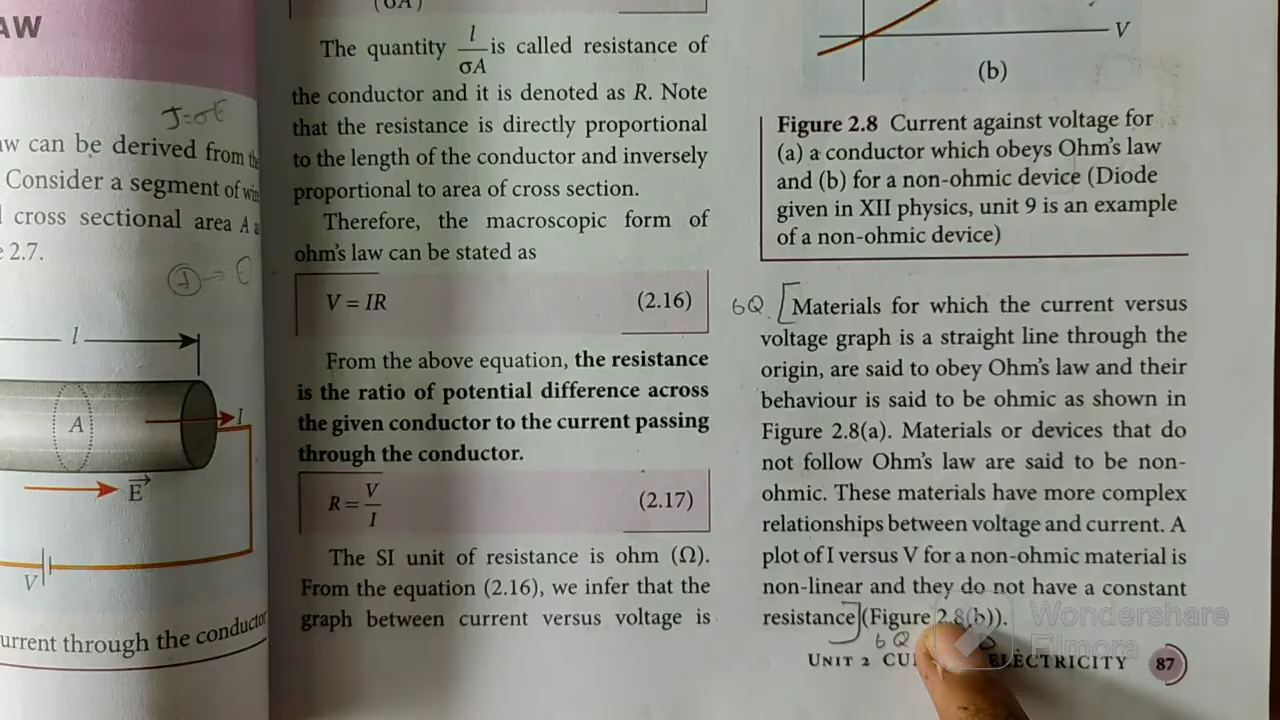 AW
J=σE
aw can be derived from the
Consider a segment of wire
cross sectional area A a
2.7.
l
A
I
E
V
urrent through the conductor
(σA)
The quantity l/σA is called resistance of
the conductor and it is denoted as R. Note
that the resistance is directly proportional
to the length of the conductor and inversely
proportional to area of cross section.
Therefore, the macroscopic form of
ohm's law can be stated as
V = IR (2.16)
From the above equation, the resistance
is the ratio of potential difference across
the given conductor to the current passing
through the conductor.
R = V/I (2.17)
The SI unit of resistance is ohm (Ω).
From the equation (2.16), we infer that the
graph between current versus voltage is
V
(b)
Figure 2.8 Current against voltage for
(a) a conductor which obeys Ohm's law
and (b) for a non-ohmic device (Diode
given in XII physics, unit 9 is an example
of a non-ohmic device)
6Q [Materials for which the current versus
voltage graph is a straight line through the
origin, are said to obey Ohm's law and their
behaviour is said to be ohmic as shown in
Figure 2.8(a). Materials or devices that do
not follow Ohm's law are said to be non-
ohmic. These materials have more complex
relationships between voltage and current. A
plot of I versus V for a non-ohmic material is
non-linear and they do not have a constant
resistance](Figure 2.8(b)).
6Q
UNIT 2 CU ELECTRICITY 87
Wondershare
Filmora